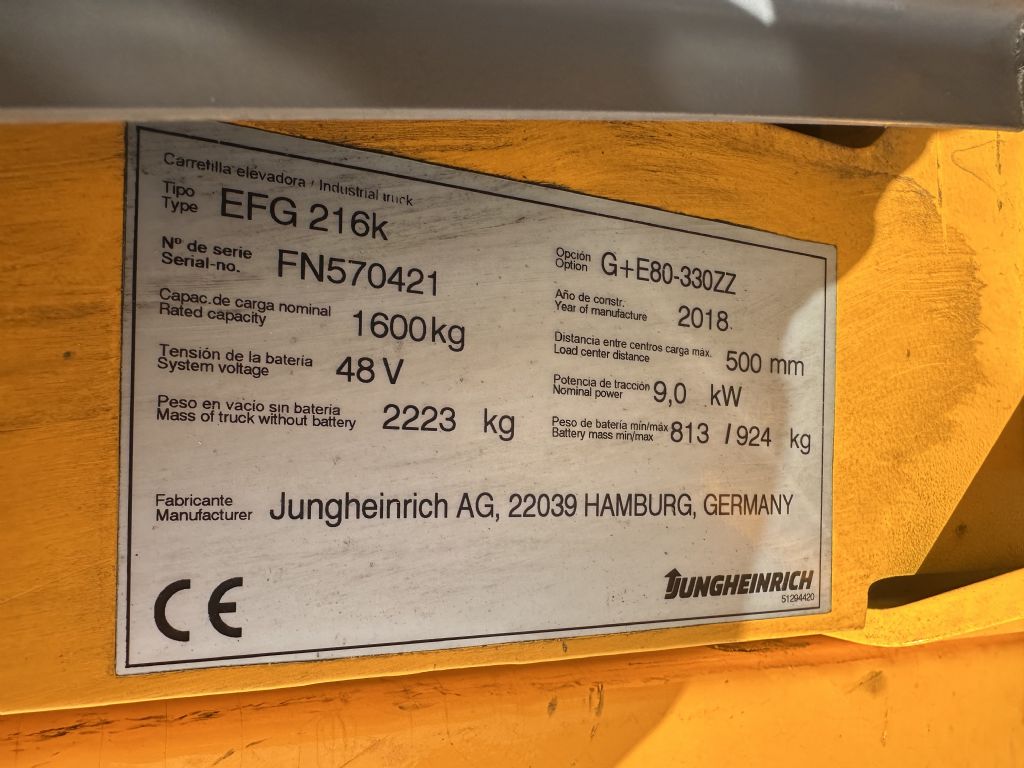 Carretilla elevadora / Industrial truck
Tipo
Type EFG 216k
Nº de serie
Serial-no. FN570421
Opción
Option G+E80-330ZZ
Capac.de carga nominal
Rated capacity 1600kg
Año de constr.
Year of manufacture 2018
Tensión de la bateria
System voltage 48 V
Distancia entre centros carga máx.
Load center distance 500 mm
Peso en vacio sin bateria
Mass of truck without battery 2223 kg
Potencia de tracción
Nominal power 9,0 kW
Peso de bateria min/máx
Battery mass min/max 813 / 924 kg
Fabricante
Manufacturer Jungheinrich AG, 22039 HAMBURG, GERMANY
CE
JUNGHEINRICH
51294420